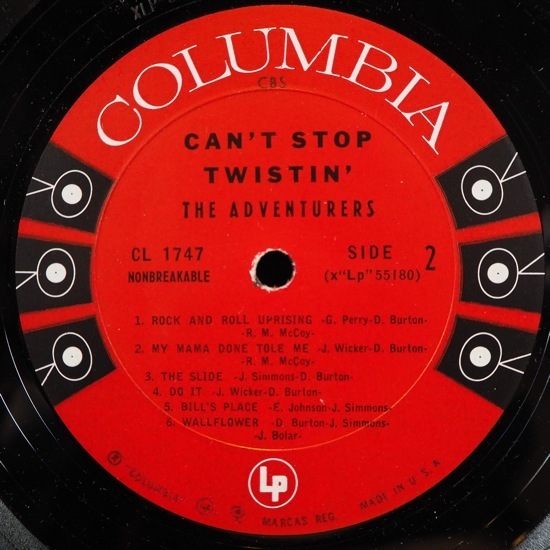 XLP
COLUMBIA
CBS
CAN'T STOP
TWISTIN'
THE ADVENTURERS
CL 1747
NONBREAKABLE
SIDE 2
(x"Lp"55180)
1. ROCK AND ROLL UPRISING -G. Perry-D. Burton-
-R. M. McCoy-
2. MY MAMA DONE TOLE ME -J. Wicker-D. Burton-
-R. M. McCoy-
3. THE SLIDE -J. Simmons-D. Burton-
4. DO IT -J. Wicker-D. Burton-
5. BILL'S PLACE -E. Johnson-J. Simmons-
6. WALLFLOWER -D Burton-J. Simmons-
-J. Bolar-
LP
"COLUMBIA"
MARCAS REG.
MADE IN U.S.A